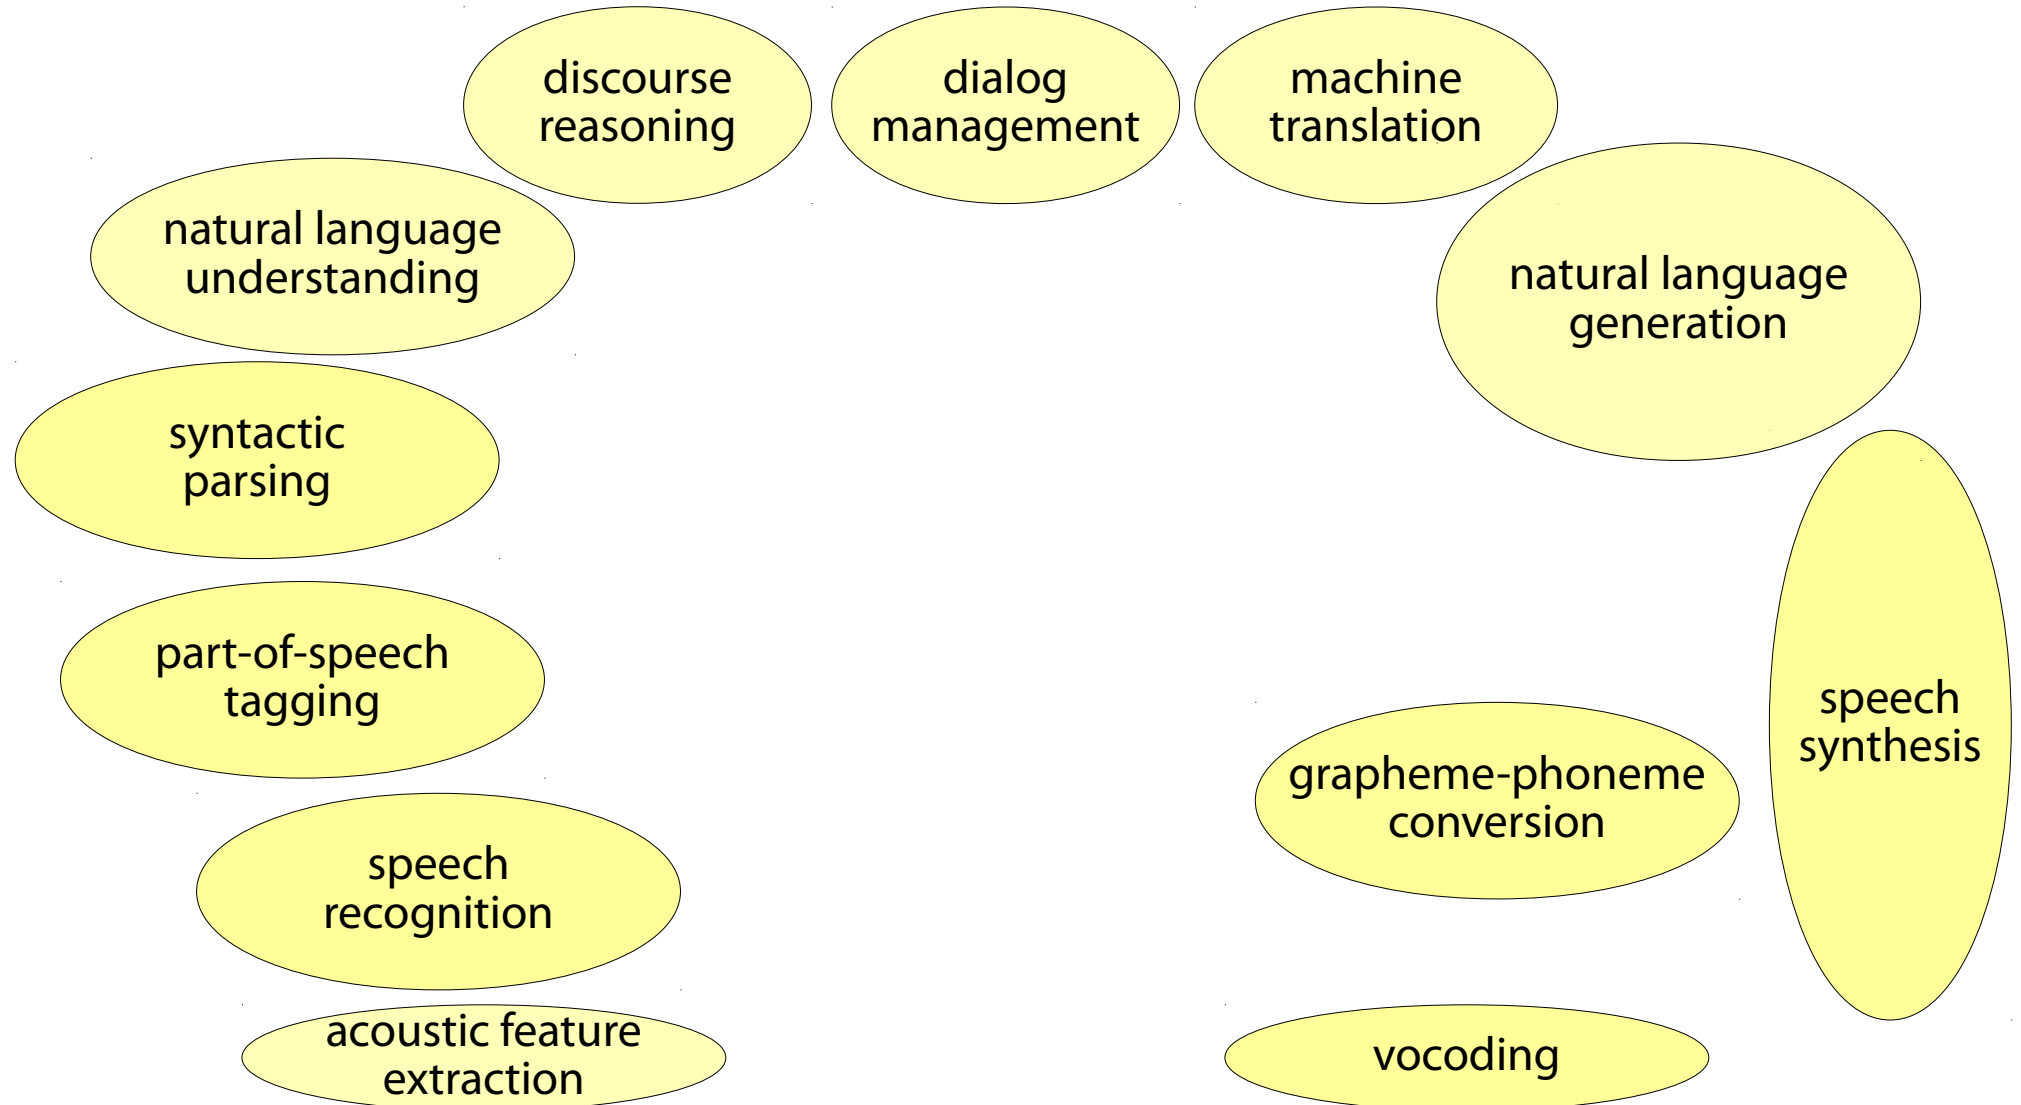 discourse
reasoning
dialog
management
machine
translation
natural language
understanding
natural language
generation
syntactic
parsing
part-of-speech
tagging
speech
synthesis
grapheme-phoneme
conversion
speech
recognition
acoustic feature
extraction
vocoding